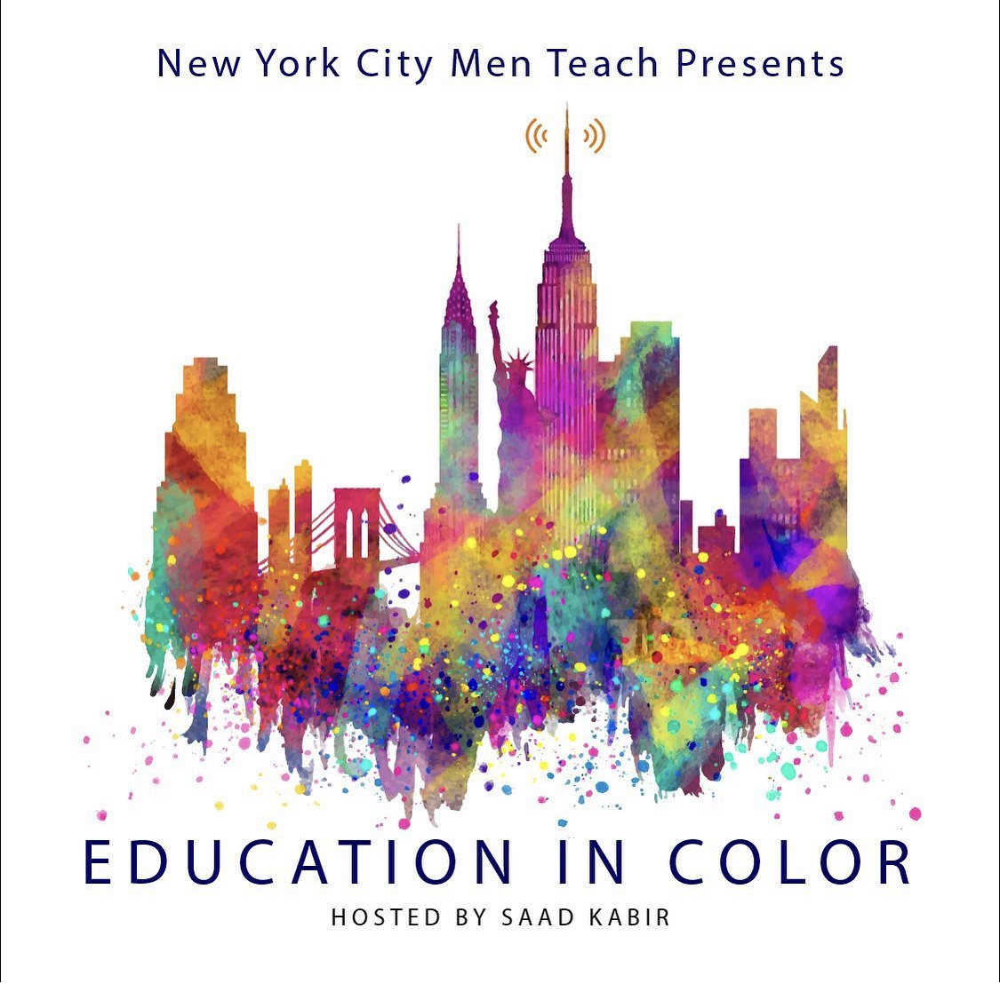 New York City Men Teach Presents
EDUCATION IN COLOR
HOSTED BY SAAD KABIR